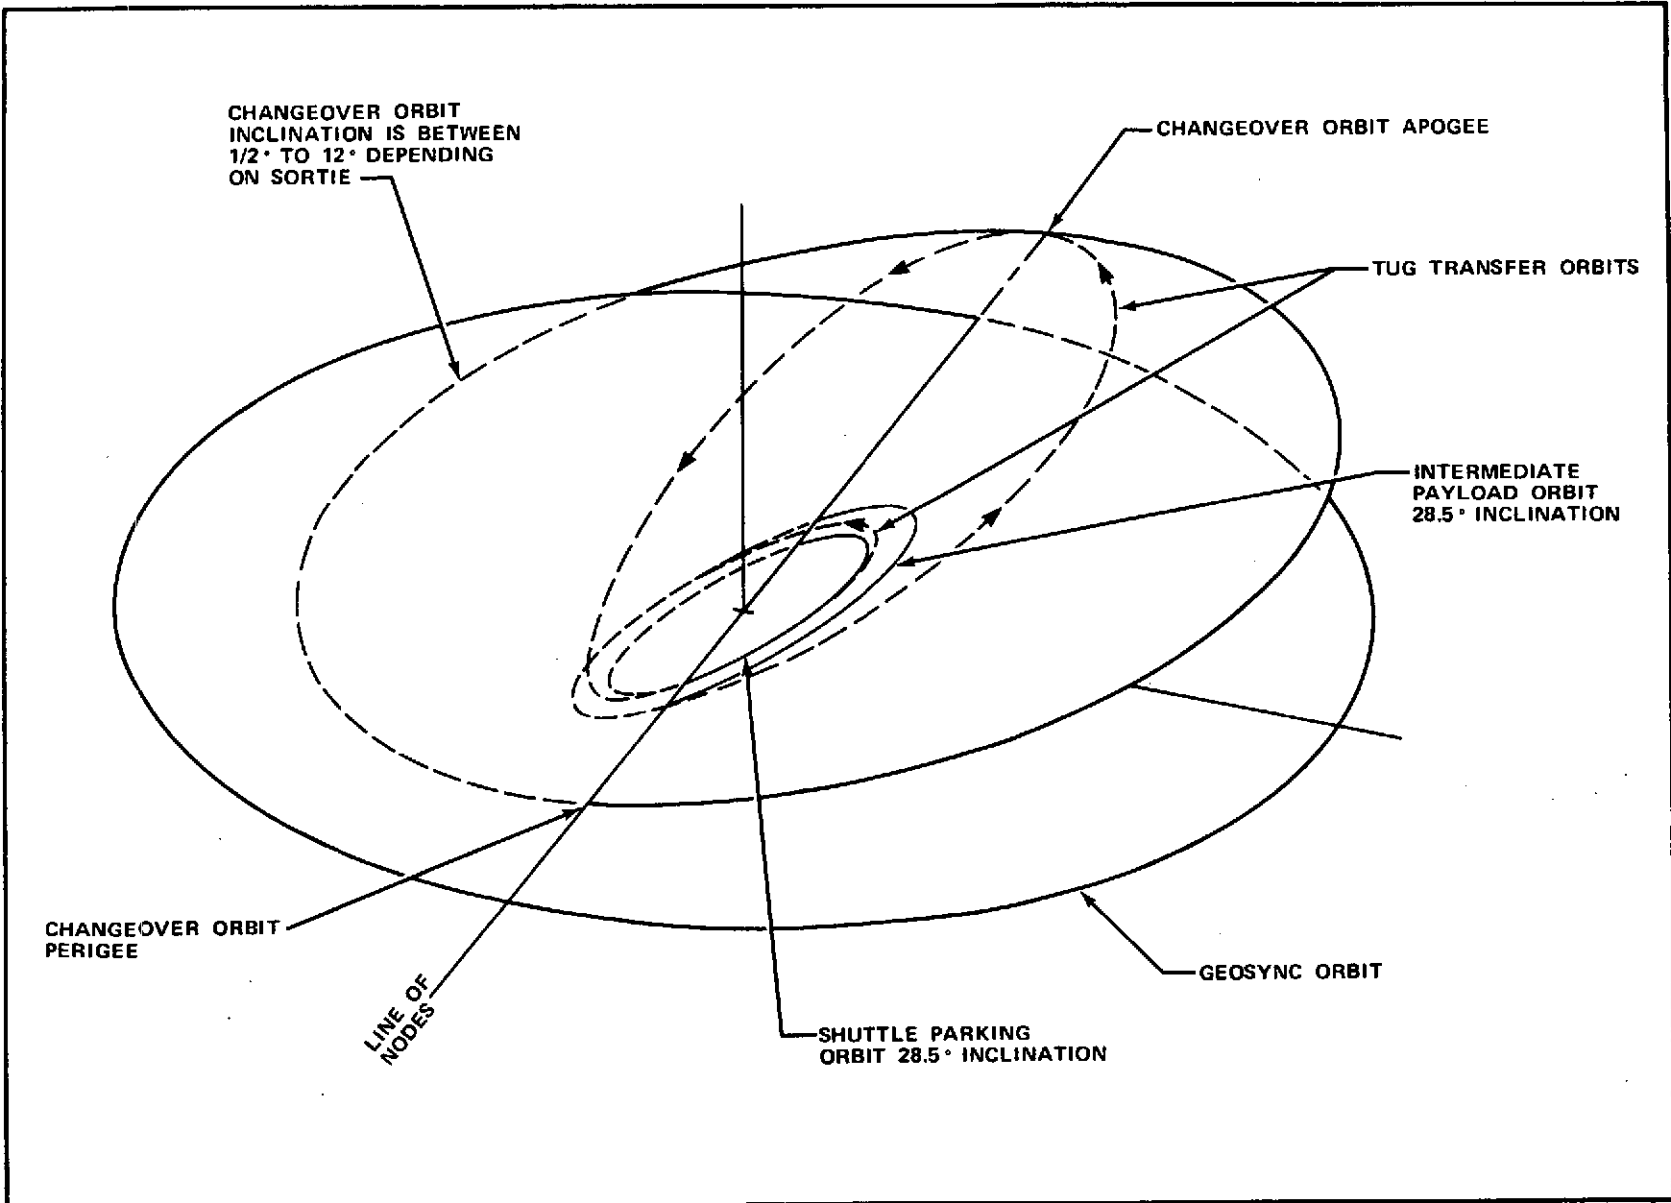 CHANGEOVER ORBIT
INCLINATION IS BETWEEN
1/2° TO 12° DEPENDING
ON SORTIE
CHANGEOVER ORBIT APOGEE
TUG TRANSFER ORBITS
INTERMEDIATE
PAYLOAD ORBIT
28.5° INCLINATION
CHANGEOVER ORBIT
PERIGEE
GEOSYNC ORBIT
LINE OF
NODES
SHUTTLE PARKING
ORBIT 28.5° INCLINATION